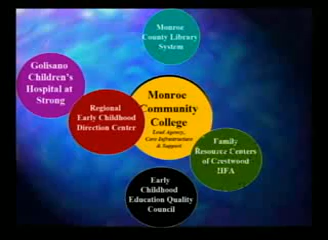 Monroe
County Library
System
Golisano
Children's
Hospital at
Strong
Regional
Early Childhood
Direction Center
Monroe
Community
College
Lead Agency,
Core Infrastructure
& Support
Family
Resource Centers
of Crestwood
Early
Childhood
Education Quality
Council